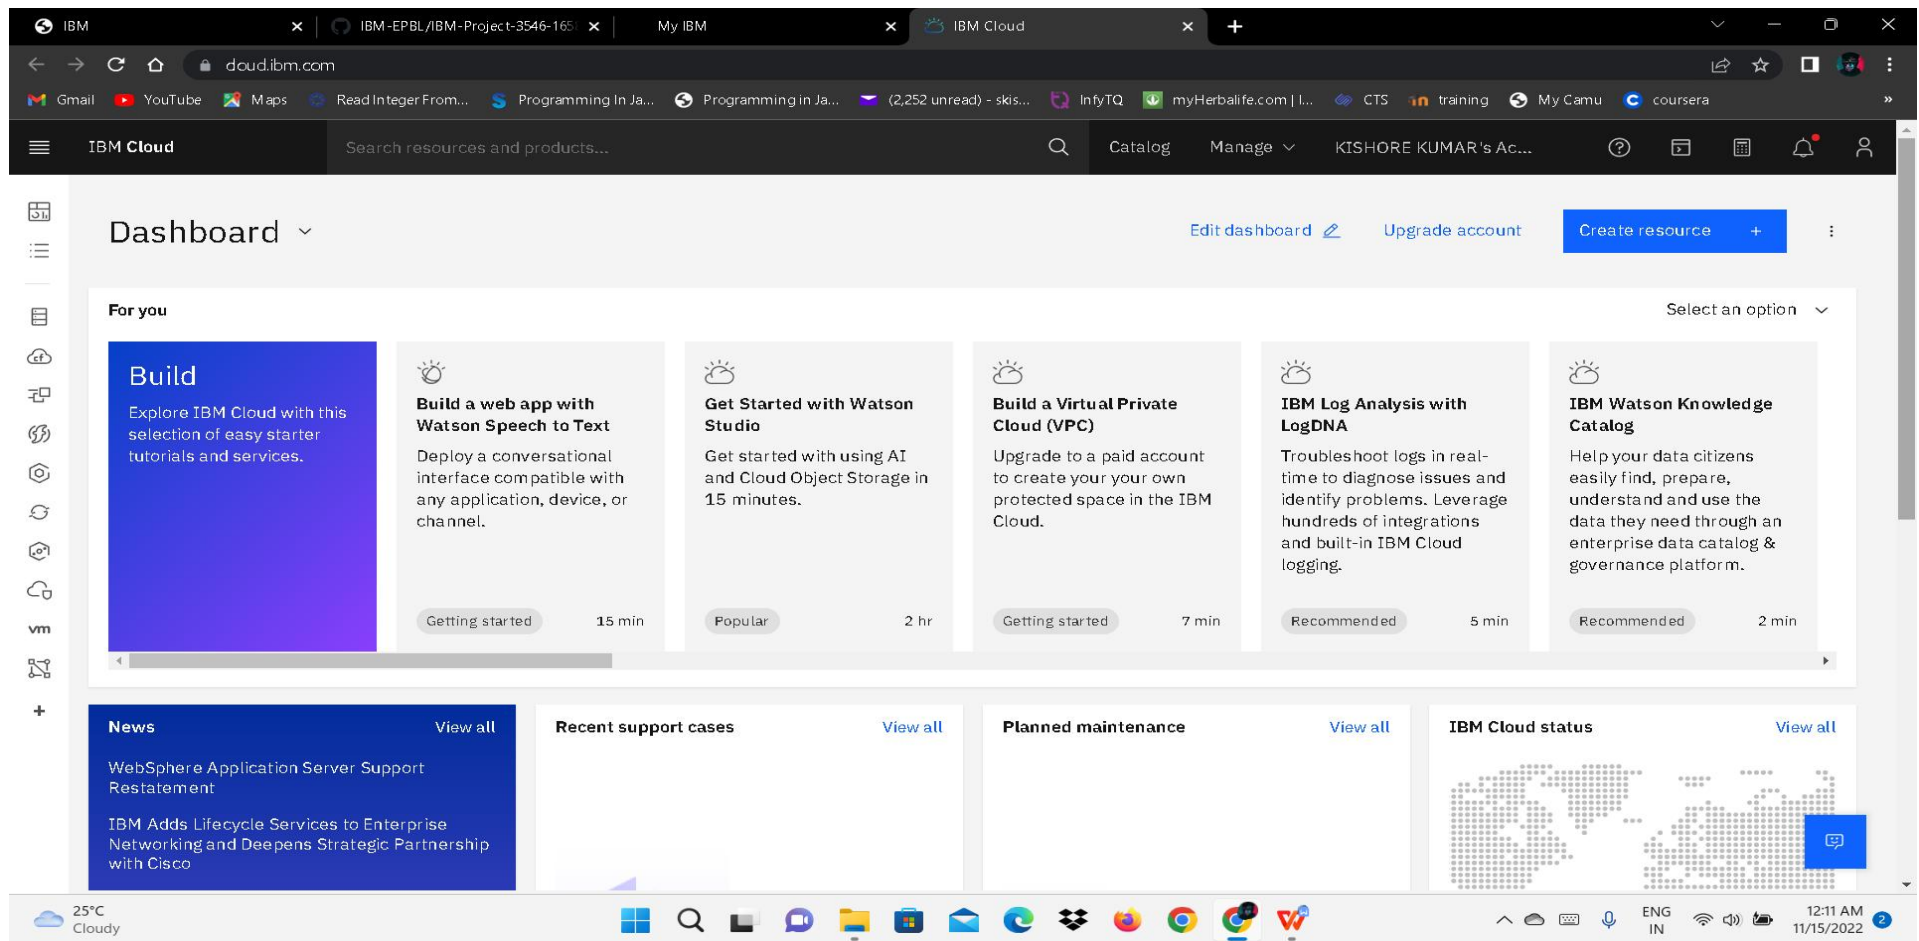 IBM
IBM-EPBL/IBM-Project-3546-165
My IBM
IBM Cloud
cloud.ibm.com
Gmail
YouTube
Maps
Read Integer From...
Programming In Ja...
Programming in Ja...
(2,252 unread) - skis...
InfyTQ
myHerbalife.com | I...
CTS
training
My Camu
coursera
»
IBM Cloud
Search resources and products...
Catalog
Manage
KISHORE KUMAR's Ac...
Dashboard
Edit dashboard
Upgrade account
Create resource +
For you
Select an option
Build
Explore IBM Cloud with this
selection of easy starter
tutorials and services.
Build a web app with
Watson Speech to Text
Deploy a conversational
interface compatible with
any application, device, or
channel.
Getting started
15 min
Get Started with Watson
Studio
Get started with using AI
and Cloud Object Storage in
15 minutes.
Popular
2 hr
Build a Virtual Private
Cloud (VPC)
Upgrade to a paid account
to create your your own
protected space in the IBM
Cloud.
Getting started
7 min
IBM Log Analysis with
LogDNA
Troubleshoot logs in real-
time to diagnose issues and
identify problems. Leverage
hundreds of integrations
and built-in IBM Cloud
logging.
Recommended
5 min
IBM Watson Knowledge
Catalog
Help your data citizens
easily find, prepare,
understand and use the
data they need through an
enterprise data catalog &
governance platform.
Recommended
2 min
cf
vm
News
View all
WebSphere Application Server Support
Restatement
IBM Adds Lifecycle Services to Enterprise
Networking and Deepens Strategic Partnership
with Cisco
Recent support cases
View all
Planned maintenance
View all
IBM Cloud status
View all
25°C
Cloudy
ENG
IN
12:11 AM
11/15/2022
2